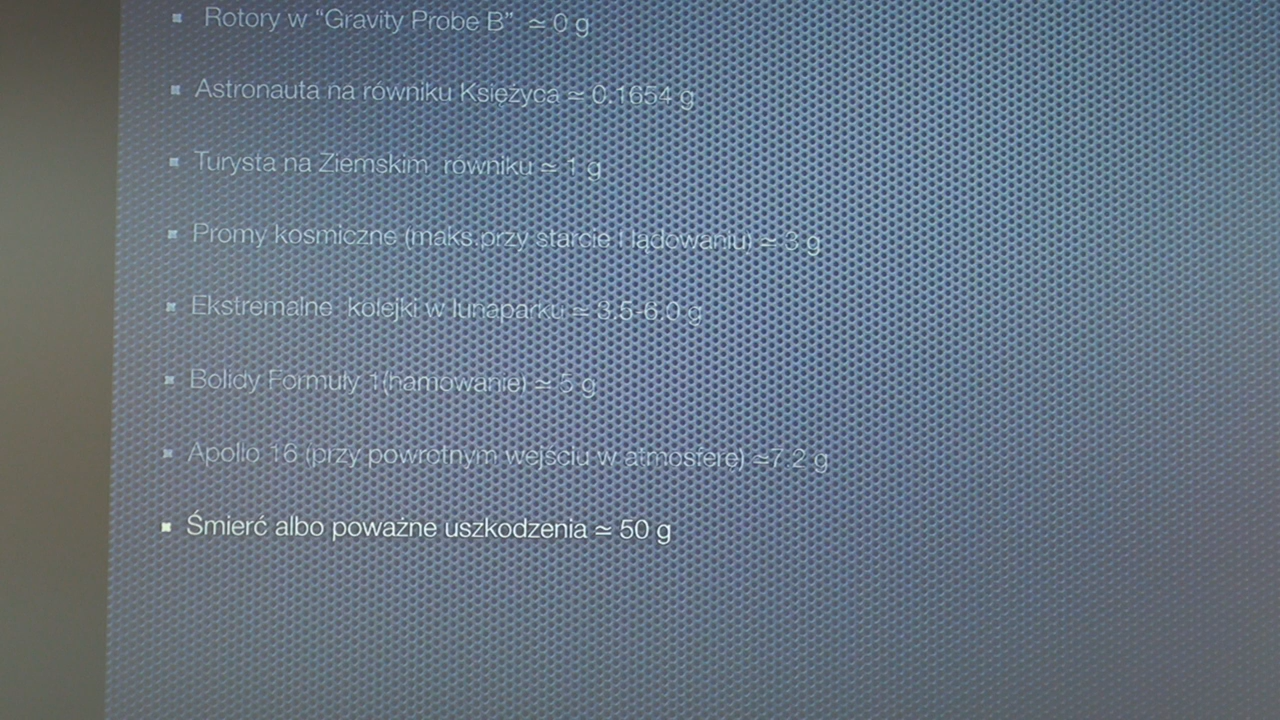 Rotory w “Gravity Probe B” ≃ 0 g
Astronauta na równiku Księżyca ≃ 0.1654 g
Turysta na Ziemskim równiku ≃ 1 g
Promy kosmiczne (maks.przy starcie i lądowaniu) ≃ 3 g
Ekstremalne kolejki w lunaparku ≃ 3.5-6.0 g
Bolidy Formuły 1(hamowanie) ≃ 5 g
Apollo 16 (przy powrotnym wejściu w atmosferę) ≃7.2 g
Śmierć albo poważne uszkodzenia ≃ 50 g